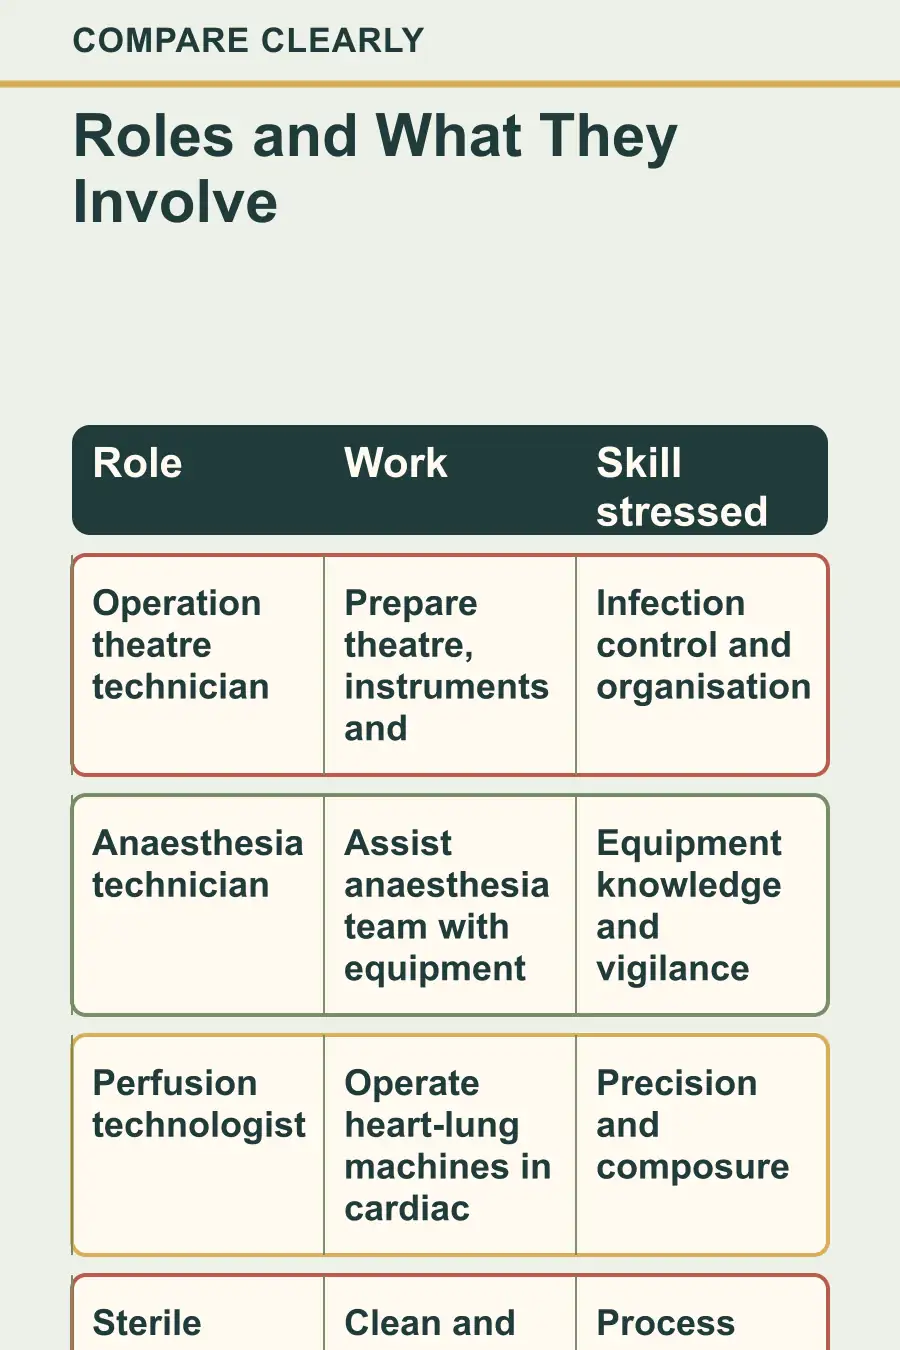 COMPARE CLEARLY
Roles and What They
Involve
Role
Work
Skill
stressed
Operation
theatre
technician
Prepare
theatre,
instruments
and
Infection
control and
organisation
Anaesthesia
technician
Assist
anaesthesia
team with
equipment
Equipment
knowledge
and
vigilance
Perfusion
technologist
Operate
heart-lung
machines in
cardiac
Precision
and
composure
Sterile
Clean and
Process